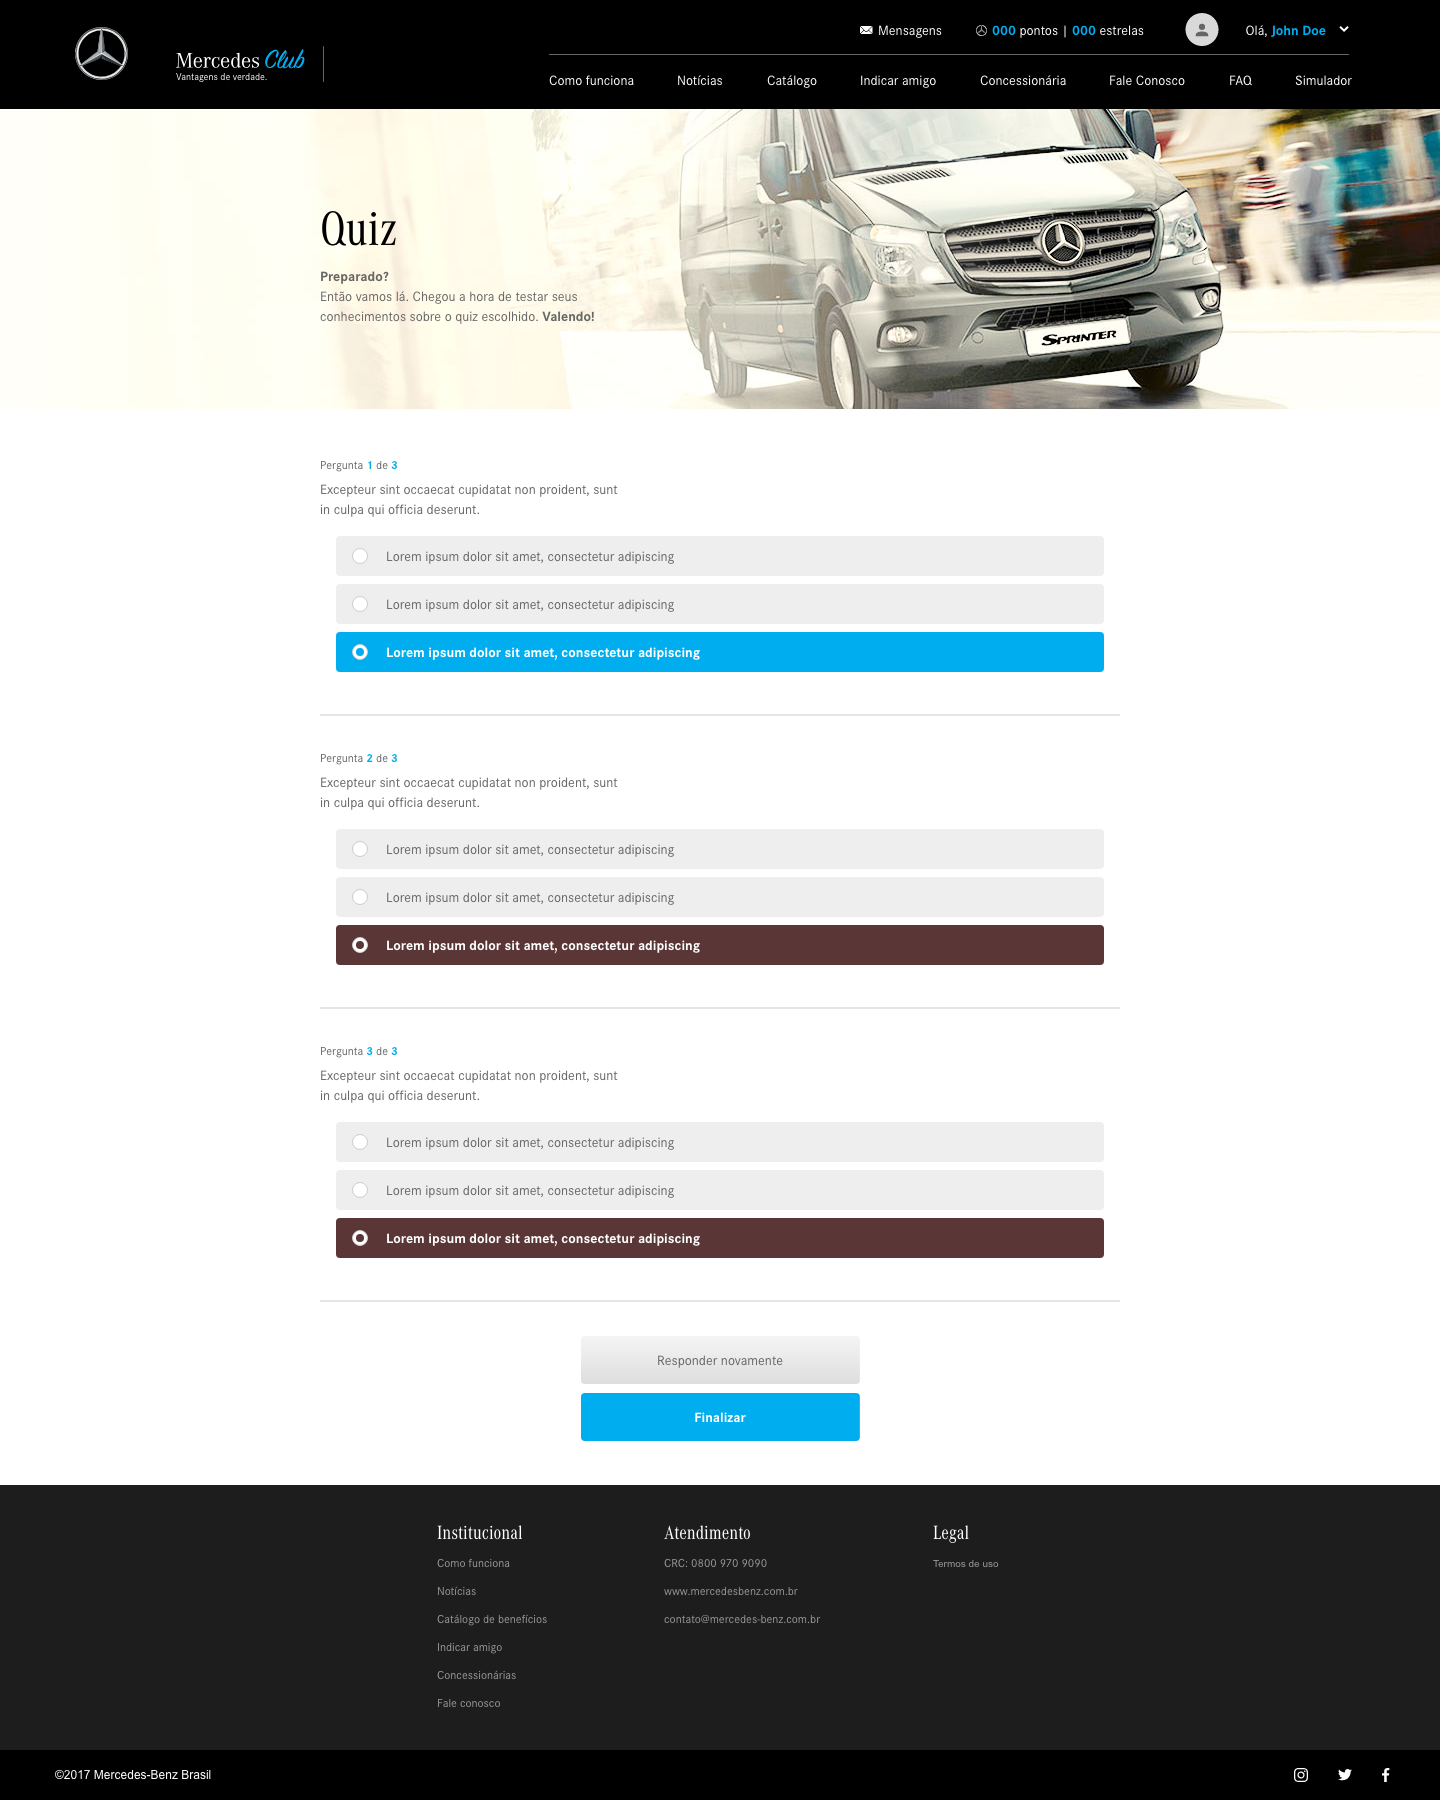 Mensagens
000 pontos | 000 estrelas
Olá, John Doe
Mercedes Club
Vantagens de verdade.
Como funciona
Notícias
Catálogo
Indicar amigo
Concessionária
Fale Conosco
FAQ
Simulador
Quiz
Preparado?
Então vamos lá. Chegou a hora de testar seus
conhecimentos sobre o quiz escolhido. Valendo!
SPRINTER
Pergunta 1 de 3
Excepteur sint occaecat cupidatat non proident, sunt
in culpa qui officia deserunt.
Lorem ipsum dolor sit amet, consectetur adipiscing
Lorem ipsum dolor sit amet, consectetur adipiscing
Lorem ipsum dolor sit amet, consectetur adipiscing
Pergunta 2 de 3
Excepteur sint occaecat cupidatat non proident, sunt
in culpa qui officia deserunt.
Lorem ipsum dolor sit amet, consectetur adipiscing
Lorem ipsum dolor sit amet, consectetur adipiscing
Lorem ipsum dolor sit amet, consectetur adipiscing
Pergunta 3 de 3
Excepteur sint occaecat cupidatat non proident, sunt
in culpa qui officia deserunt.
Lorem ipsum dolor sit amet, consectetur adipiscing
Lorem ipsum dolor sit amet, consectetur adipiscing
Lorem ipsum dolor sit amet, consectetur adipiscing
Responder novamente
Finalizar
Institucional
Como funciona
Notícias
Catálogo de benefícios
Indicar amigo
Concessionárias
Fale conosco
Atendimento
CRC: 0800 970 9090
www.mercedesbenz.com.br
contato@mercedes-benz.com.br
Legal
Termos de uso
©2017 Mercedes-Benz Brasil